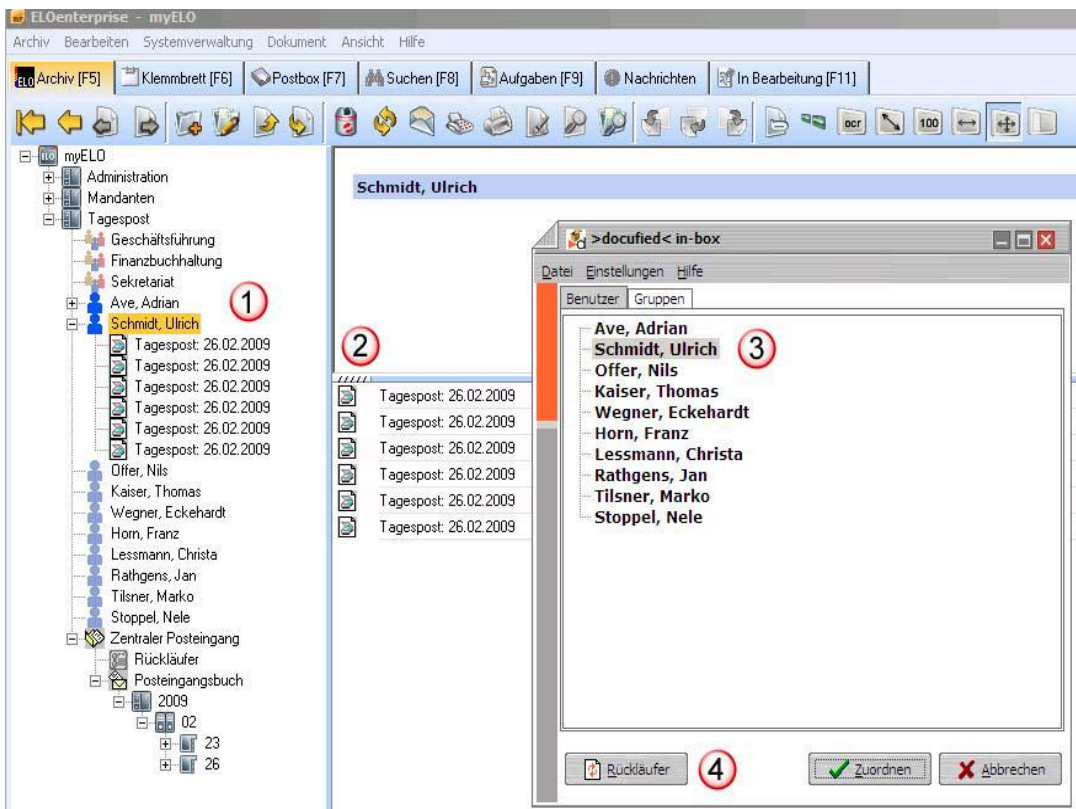 ELOenterprise - myELO
Archiv Bearbeiten Systemverwaltung Dokument Ansicht Hilfe
ELO Archiv [F5] Klemmbrett [F6] Postbox [F7] Suchen [F8] Aufgaben [F9] Nachrichten In Bearbeitung [F11]
ocr 100
ELO myELO
Administration
Mandanten
Tagespost
Geschäftsführung
Finanzbuchhaltung
Sekretariat
Ave, Adrian
1
Schmidt, Ulrich
Tagespost: 26.02.2009
Tagespost: 26.02.2009
Tagespost: 26.02.2009
Tagespost: 26.02.2009
Tagespost: 26.02.2009
Tagespost: 26.02.2009
Offer, Nils
Kaiser, Thomas
Wegner, Eckehardt
Horn, Franz
Lessmann, Christa
Rathgens, Jan
Tilsner, Marko
Stoppel, Nele
Zentraler Posteingang
Rückläufer
Posteingangsbuch
2009
02
23
26
Schmidt, Ulrich
2
Tagespost: 26.02.2009
Tagespost: 26.02.2009
Tagespost: 26.02.2009
Tagespost: 26.02.2009
Tagespost: 26.02.2009
Tagespost: 26.02.2009
>docufied< in-box
Datei Einstellungen Hilfe
Benutzer Gruppen
Ave, Adrian
Schmidt, Ulrich 3
Offer, Nils
Kaiser, Thomas
Wegner, Eckehardt
Horn, Franz
Lessmann, Christa
Rathgens, Jan
Tilsner, Marko
Stoppel, Nele
Rückläufer 4 Zuordnen Abbrechen